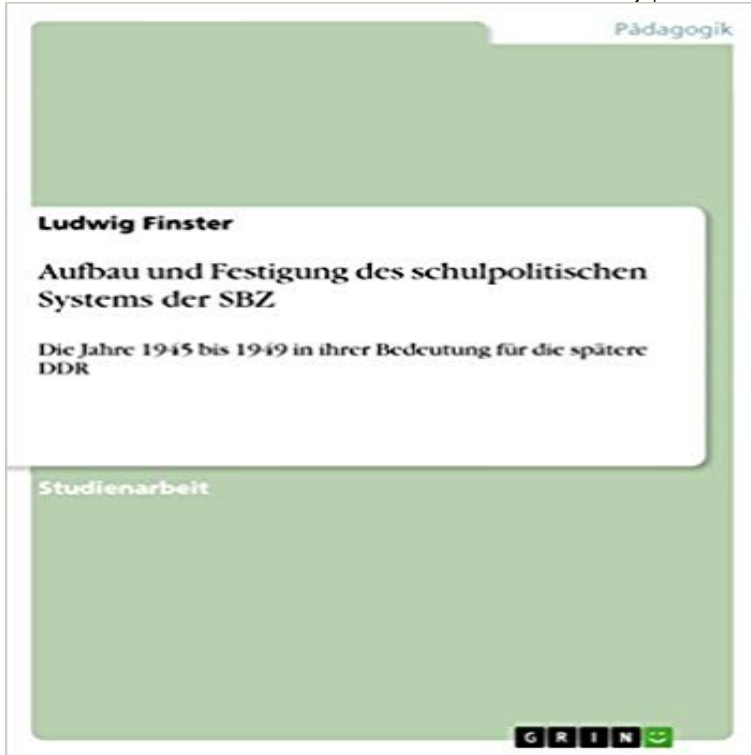 Pädagogik
Ludwig Finster
Aufbau und Festigung des schulpolitischen
Systems der SBZ
Die Jahre 1945 bis 1949 in ihrer Bedeutung für die spätere
DDR
Studienarbeit
GRIN